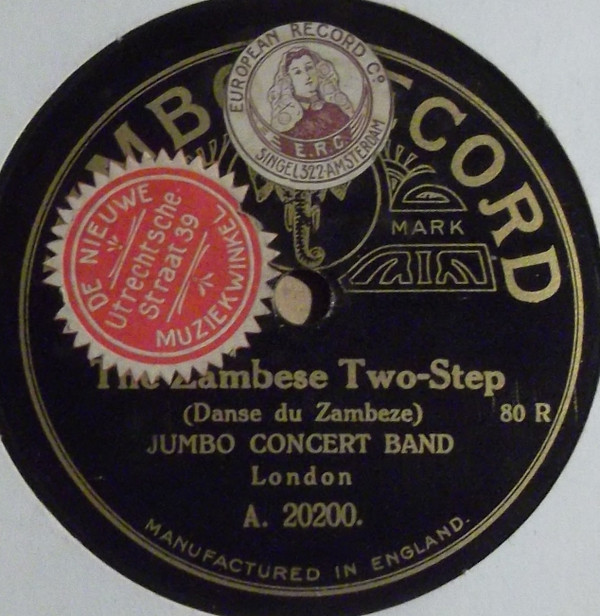 EUROPEAN RECORD Co
E.R.C.
SINGEL 322 AMSTERDAM
MBO
CORD
MARK
DE NIEUWE
Utrechtsche
Straat 39
MUZIEKWINKEL
The Zambese Two-Step
(Danse du Zambeze)
80 R
JUMBO CONCERT BAND
London
A. 20200.
MANUFACTURED IN ENGLAND.